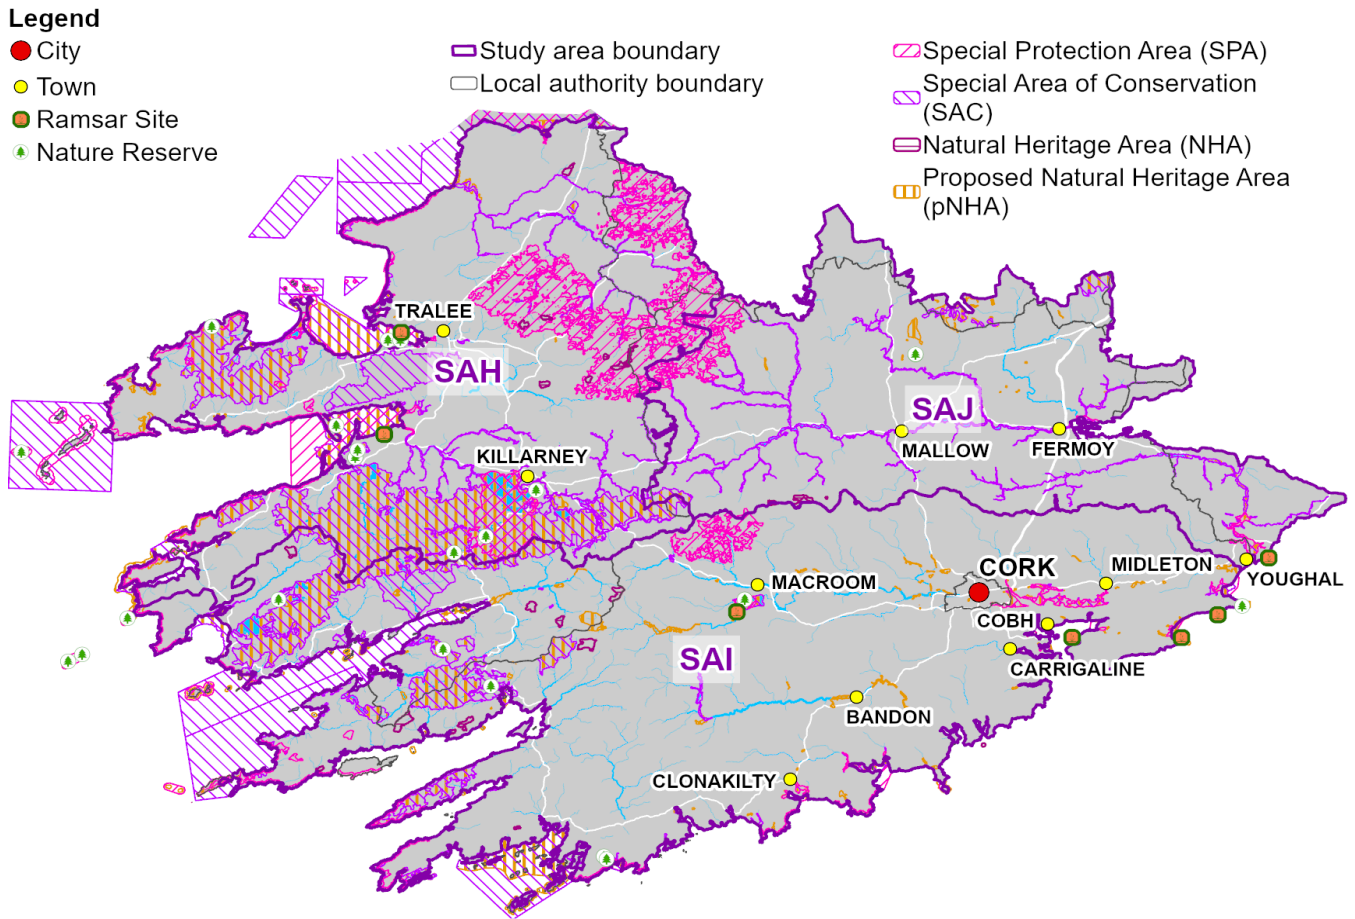 Legend
City
Town
Ramsar Site
Nature Reserve
Study area boundary
Local authority boundary
Special Protection Area (SPA)
Special Area of Conservation
(SAC)
Natural Heritage Area (NHA)
Proposed Natural Heritage Area
(pNHA)
TRALEE
SAH
SAJ
MALLOW
FERMOY
KILLARNEY
CORK
MIDLETON
YOUGHAL
MACROOM
COBH
SAI
CARRIGALINE
BANDON
CLONAKILTY